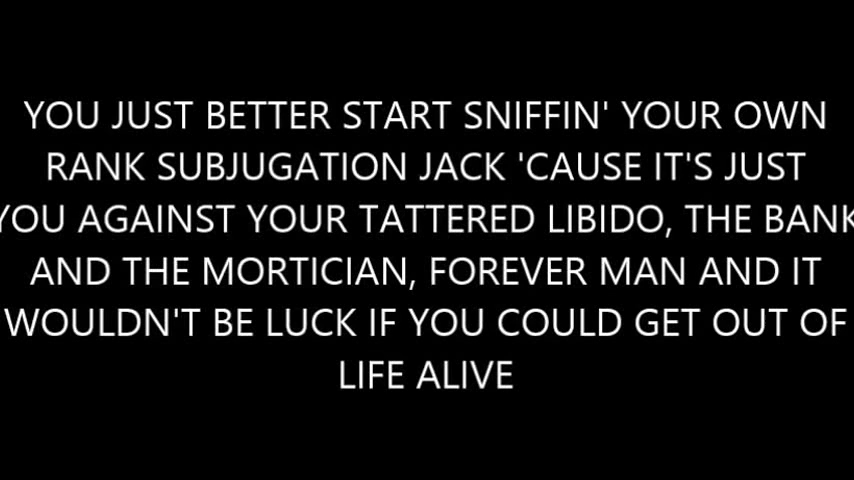 YOU JUST BETTER START SNIFFIN' YOUR OWN
RANK SUBJUGATION JACK 'CAUSE IT'S JUST
YOU AGAINST YOUR TATTERED LIBIDO, THE BANK
AND THE MORTICIAN, FOREVER MAN AND IT
WOULDN'T BE LUCK IF YOU COULD GET OUT OF
LIFE ALIVE